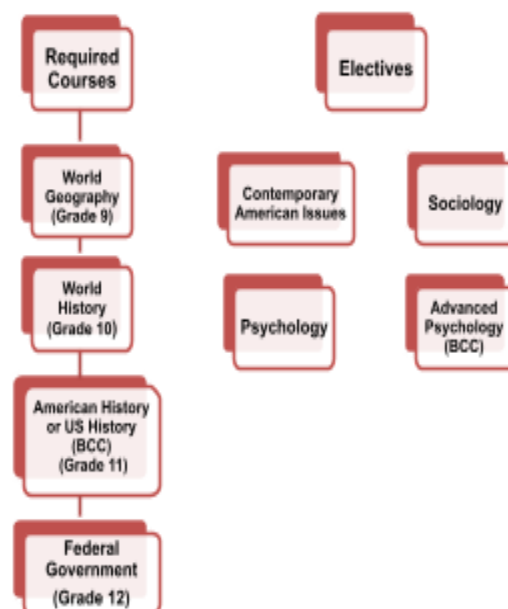 Required
Courses
World
Geography
(Grade 9)
World
History
(Grade 10)
American History
or US History
(BCC)
(Grade 11)
Federal
Government
(Grade 12)
Electives
Contemporary
American Issues
Sociology
Psychology
Advanced
Psychology
(BCC)